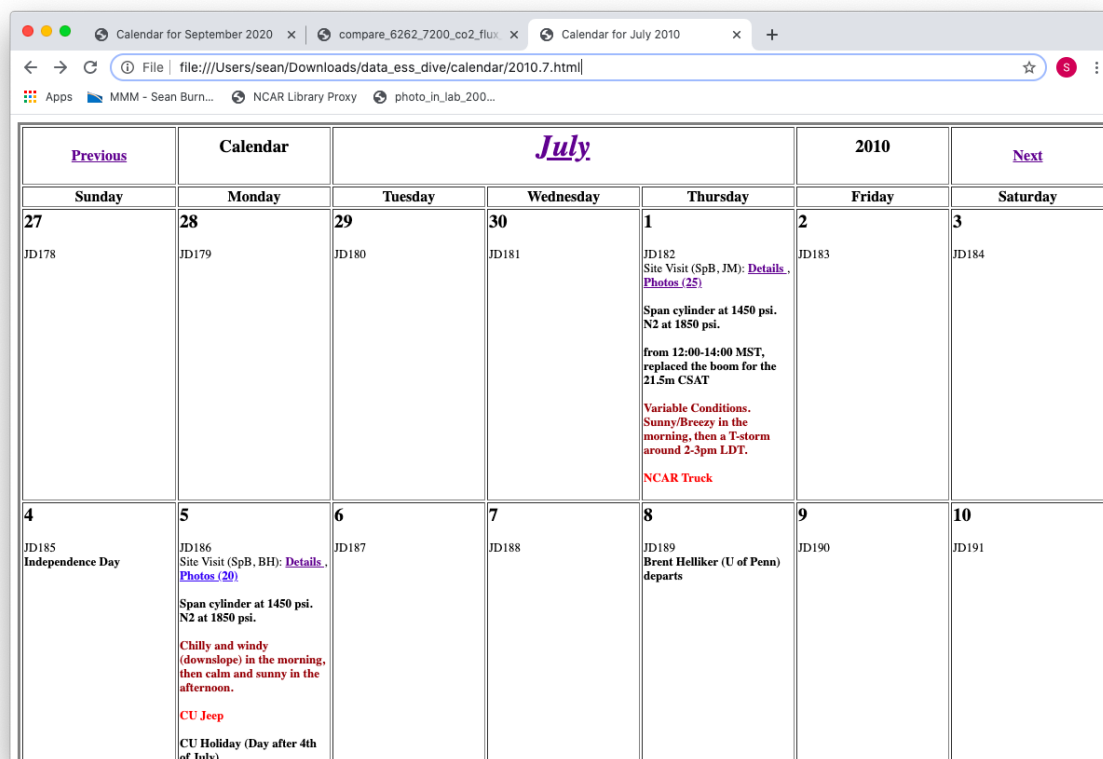 Calendar for September 2020
compare_6262_7200_co2_flux
Calendar for July 2010
File
file:///Users/sean/Downloads/data_ess_dive/calendar/2010.7.html
S
Apps
MMM - Sean Burn...
NCAR Library Proxy
photo_in_lab_200...
Previous
Calendar
July
2010
Next
Sunday
Monday
Tuesday
Wednesday
Thursday
Friday
Saturday
27
JD178
28
JD179
29
JD180
30
JD181
1
JD182
Site Visit (SpB, JM): Details ,
Photos (25)
Span cylinder at 1450 psi.
N2 at 1850 psi.
from 12:00-14:00 MST,
replaced the boom for the
21.5m CSAT
Variable Conditions.
Sunny/Breezy in the
morning, then a T-storm
around 2-3pm LDT.
NCAR Truck
2
JD183
3
JD184
4
JD185
Independence Day
5
JD186
Site Visit (SpB, BH): Details ,
Photos (20)
Span cylinder at 1450 psi.
N2 at 1850 psi.
Chilly and windy
(downslope) in the morning,
then calm and sunny in the
afternoon.
CU Jeep
CU Holiday (Day after 4th
of July)
6
JD187
7
JD188
8
JD189
Brent Helliker (U of Penn)
departs
9
JD190
10
JD191